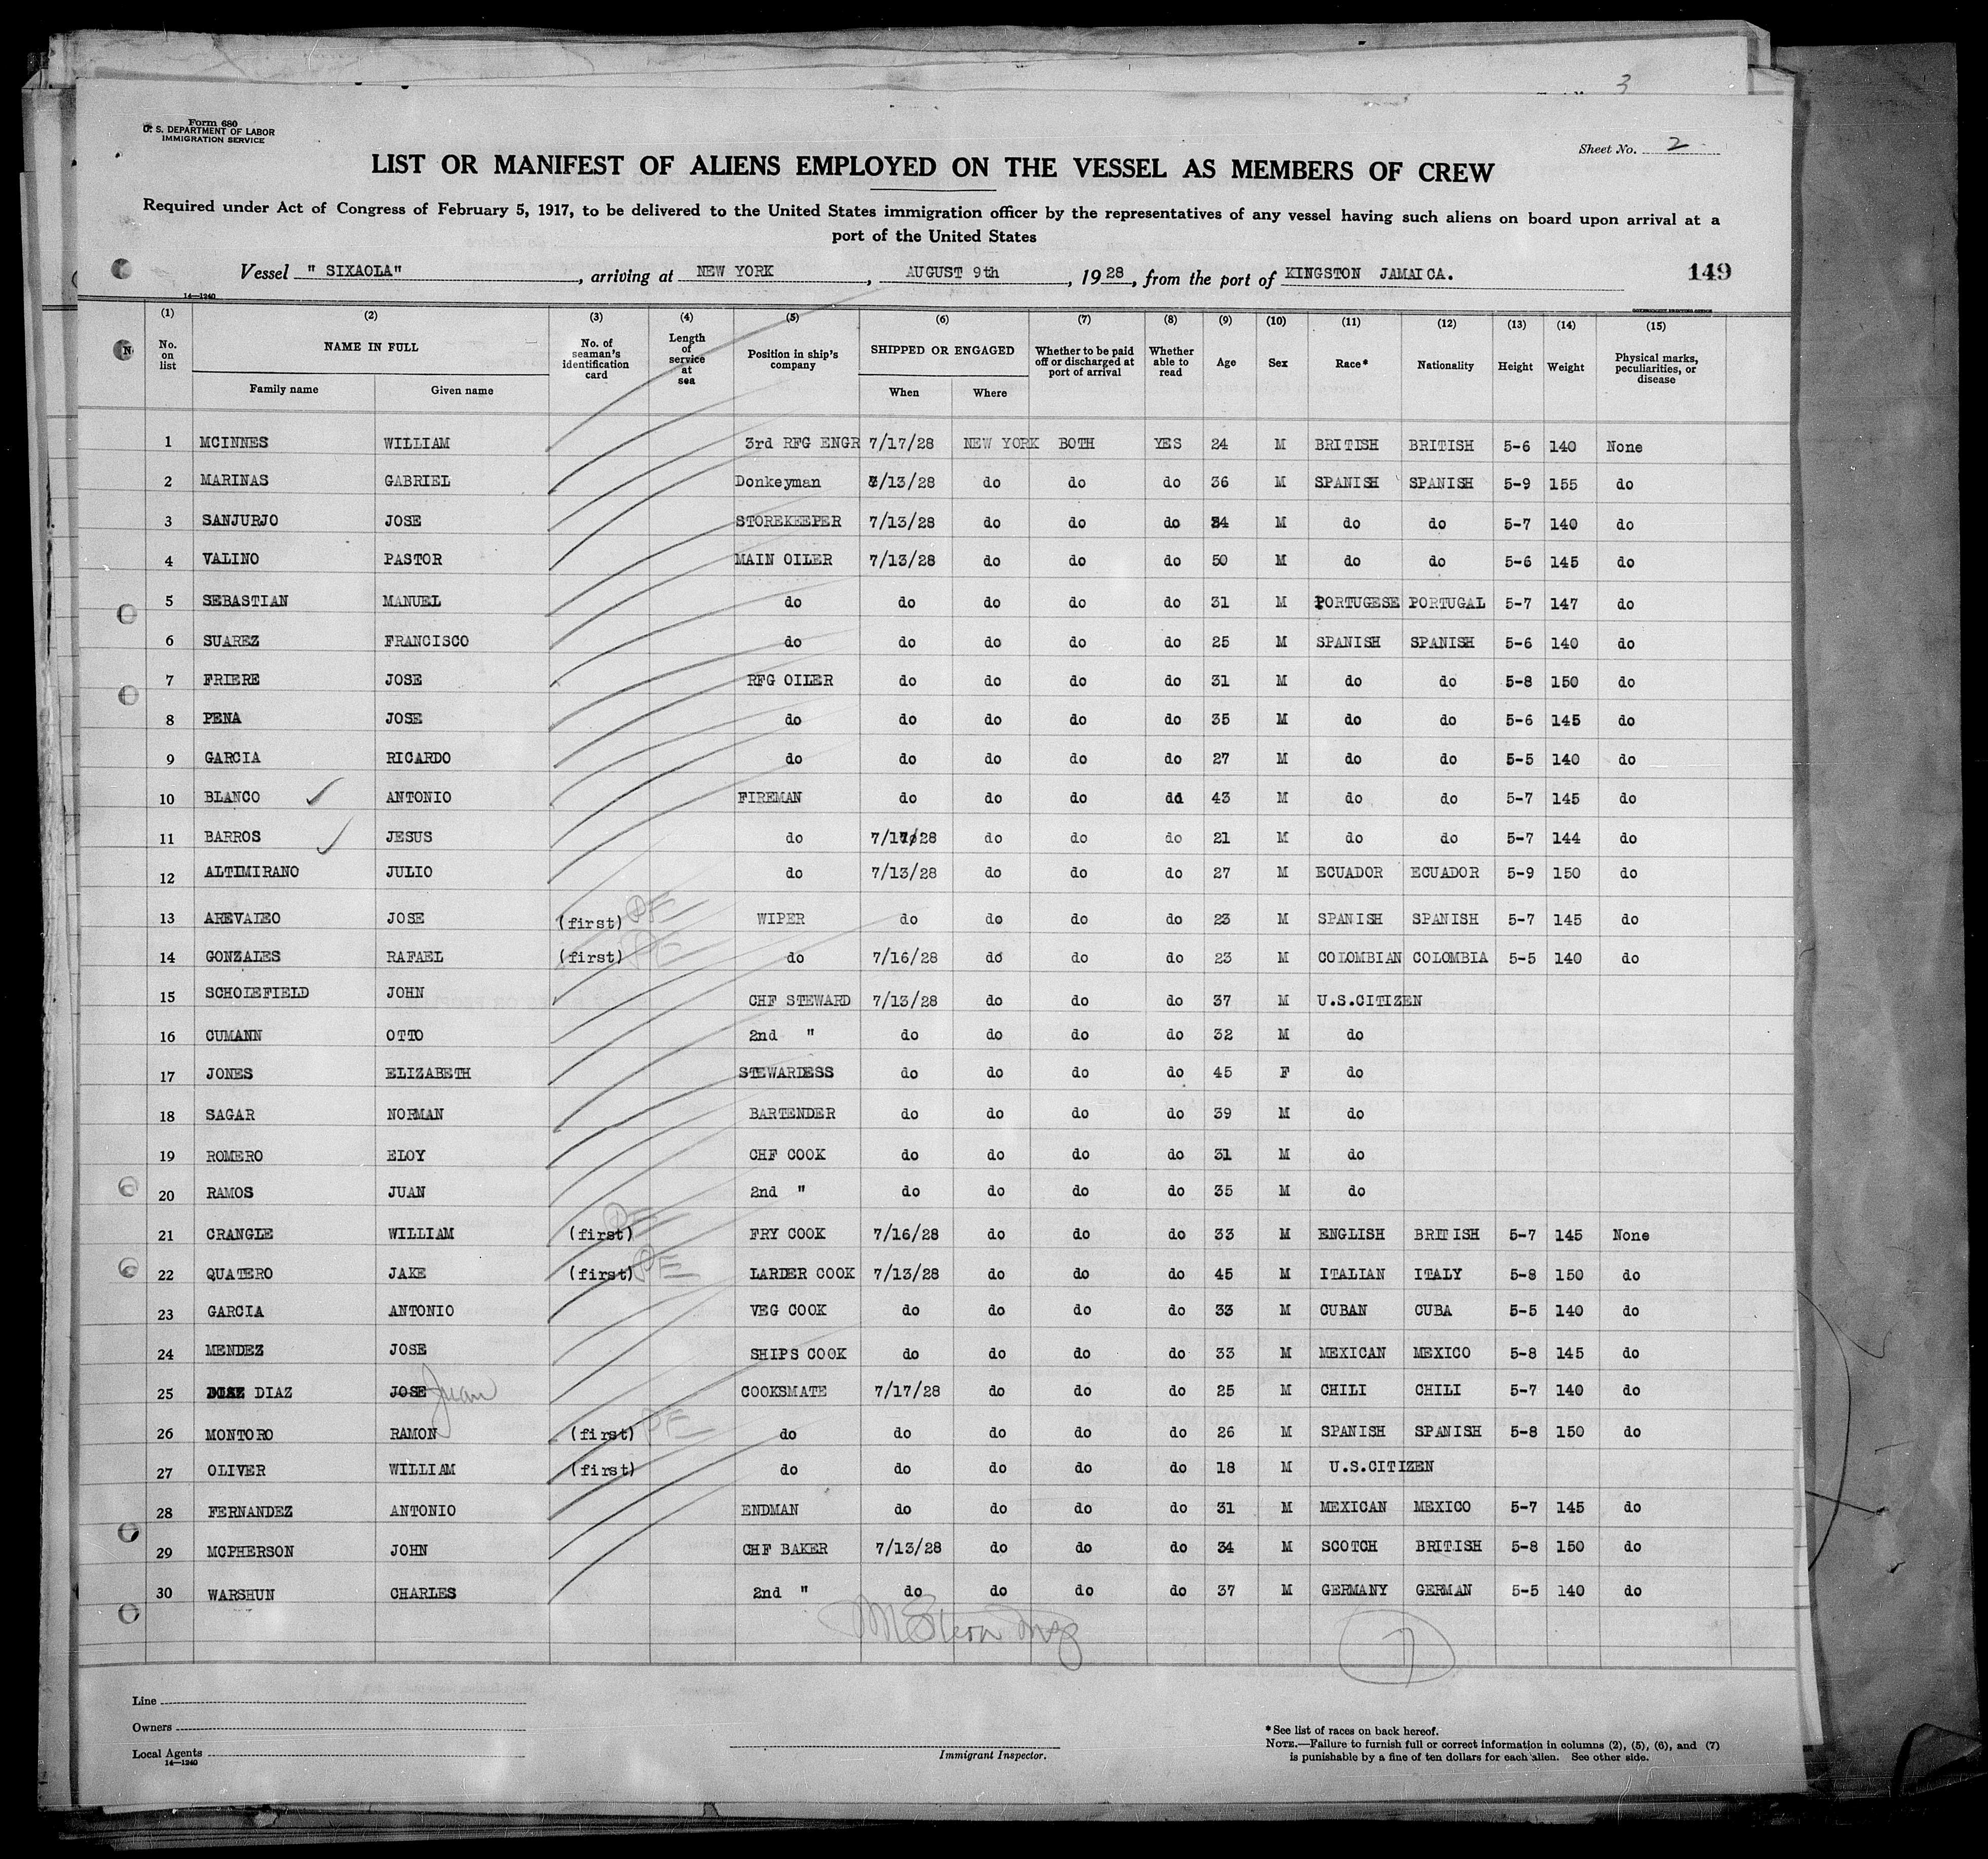 3
Form 680
U. S. DEPARTMENT OF LABOR
IMMIGRATION SERVICE
Sheet No. 2
LIST OR MANIFEST OF ALIENS EMPLOYED ON THE VESSEL AS MEMBERS OF CREW
Required under Act of Congress of February 5, 1917, to be delivered to the United States immigration officer by the representatives of any vessel having such aliens on board upon arrival at a
port of the United States
Vessel " SIXAOLA" , arriving at NEW YORK , AUGUST 9th , 19 28 , from the port of KINGSTON JAMAICA. 149
14—1240
GOVERNMENT PRINTING OFFICE
(1) (2) (3) (4) (5) (6) (7) (8) (9) (10) (11) (12) (13) (14) (15)
No. on list NAME IN FULL Family name Given name No. of seaman's identification card Length of service at sea Position in ship's company SHIPPED OR ENGAGED When Where Whether to be paid off or discharged at port of arrival Whether able to read Age Sex Race* Nationality Height Weight Physical marks, peculiarities, or disease
1 MCINNES WILLIAM 3rd RFG ENGR 7/17/28 NEW YORK BOTH YES 24 M BRITISH BRITISH 5-6 140 None
2 MARINAS GABRIEL Donkeyman 7/13/28 do do do 36 M SPANISH SPANISH 5-9 155 do
3 SANJURJO JOSE STOREKEEPER 7/13/28 do do do 34 M do do 5-7 140 do
4 VALINO PASTOR MAIN OILER 7/13/28 do do do 50 M do do 5-6 145 do
5 SEBASTIAN MANUEL do do do do do 31 M PORTUGESE PORTUGAL 5-7 147 do
6 SUAREZ FRANCISCO do do do do do 25 M SPANISH SPANISH 5-6 140 do
7 FRIERE JOSE RFG OILER do do do do 31 M do do 5-8 150 do
8 PENA JOSE do do do do do 35 M do do 5-6 145 do
9 GARCIA RICARDO do do do do do 27 M do do 5-5 140 do
10 BLANCO ✓ ANTONIO FIREMAN do do do dd 43 M do do 5-7 145 do
11 BARROS ✓ JESUS do 7/17/28 do do do 21 M do do 5-7 144 do
12 ALTIMIRANO JULIO do 7/13/28 do do do 27 M ECUADOR ECUADOR 5-9 150 do
13 AREVALEO JOSE (first) PE WIPER do do do do 23 M SPANISH SPANISH 5-7 145 do
14 GONZALES RAFAEL (first) PE do 7/16/28 do do do 23 M COLOMBIAN COLOMBIA 5-5 140 do
15 SCHOLEFIELD JOHN CHF STEWARD 7/13/28 do do do 37 M U.S.CITIZEN
16 CUMANN OTTO 2nd " do do do do 32 M do
17 JONES ELIZABETH STEWARDESS do do do do 45 F do
18 SAGAR NORMAN BARTENDER do do do do 39 M do
19 ROMERO ELOY CHF COOK do do do do 31 M do
20 RAMOS JUAN 2nd " do do do do 35 M do
21 CRANGLE WILLIAM (first) PE FRY COOK 7/16/28 do do do 33 M ENGLISH BRITISH 5-7 145 None
22 QUATERO JAKE (first) PE LARDER COOK 7/13/28 do do do 45 M ITALIAN ITALY 5-8 150 do
23 GARCIA ANTONIO VEG COOK do do do do 33 M CUBAN CUBA 5-5 140 do
24 MENDEZ JOSE SHIPS COOK do do do do 33 M MEXICAN MEXICO 5-8 145 do
25 DIAZ JOSE Juan COOKSMATE 7/17/28 do do do 25 M CHILI CHILI 5-7 140 do
26 MONTORO RAMON (first) PE do do do do do 26 M SPANISH SPANISH 5-8 150 do
27 OLIVER WILLIAM (first) do do do do do 18 M U.S.CITIZEN
28 FERNANDEZ ANTONIO ENDMAN do do do do 31 M MEXICAN MEXICO 5-7 145 do
29 MCPHERSON JOHN CHF BAKER 7/13/28 do do do 34 M SCOTCH BRITISH 5-8 150 do
30 WARSHUN CHARLES 2nd " do do do do 37 M GERMANY GERMAN 5-5 140 do
7
Line
Owners
Local Agents
14—1240
Immigrant Inspector.
*See list of races on back hereof.
NOTE.—Failure to furnish full or correct information in columns (2), (5), (6), and (7)
is punishable by a fine of ten dollars for each alien. See other side.